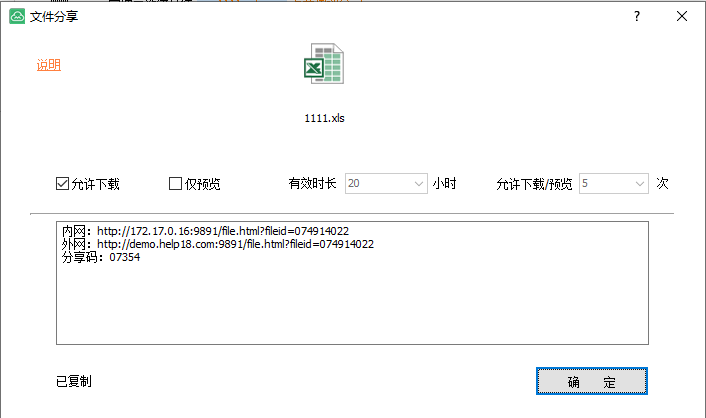 文件分享
?
说明
1111.xls
允许下载 仅预览 有效时长 20 小时 允许下载/预览 5 次
内网：http://172.17.0.16:9891/file.html?fileid=074914022
外网：http://demo.help18.com:9891/file.html?fileid=074914022
分享码：07354
已复制
确 定